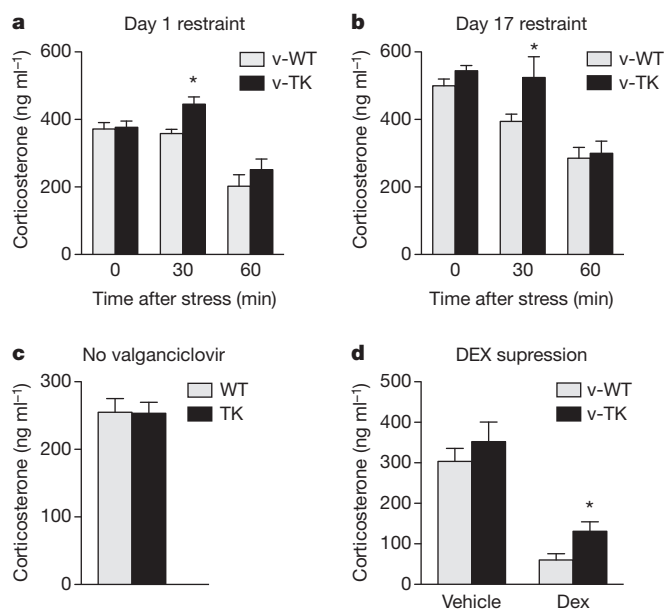 a Day 1 restraint
v-WT
v-TK
Corticosterone (ng ml⁻¹)
600
400
200
0
*
0 30 60
Time after stress (min)
b Day 17 restraint
v-WT
v-TK
Corticosterone (ng ml⁻¹)
600
400
200
0
*
0 30 60
Time after stress (min)
c No valganciclovir
WT
TK
Corticosterone (ng ml⁻¹)
300
250
250
0
d DEX supression
v-WT
v-TK
Corticosterone (ng ml⁻¹)
500
400
300
200
100
0
*
Vehicle Dex